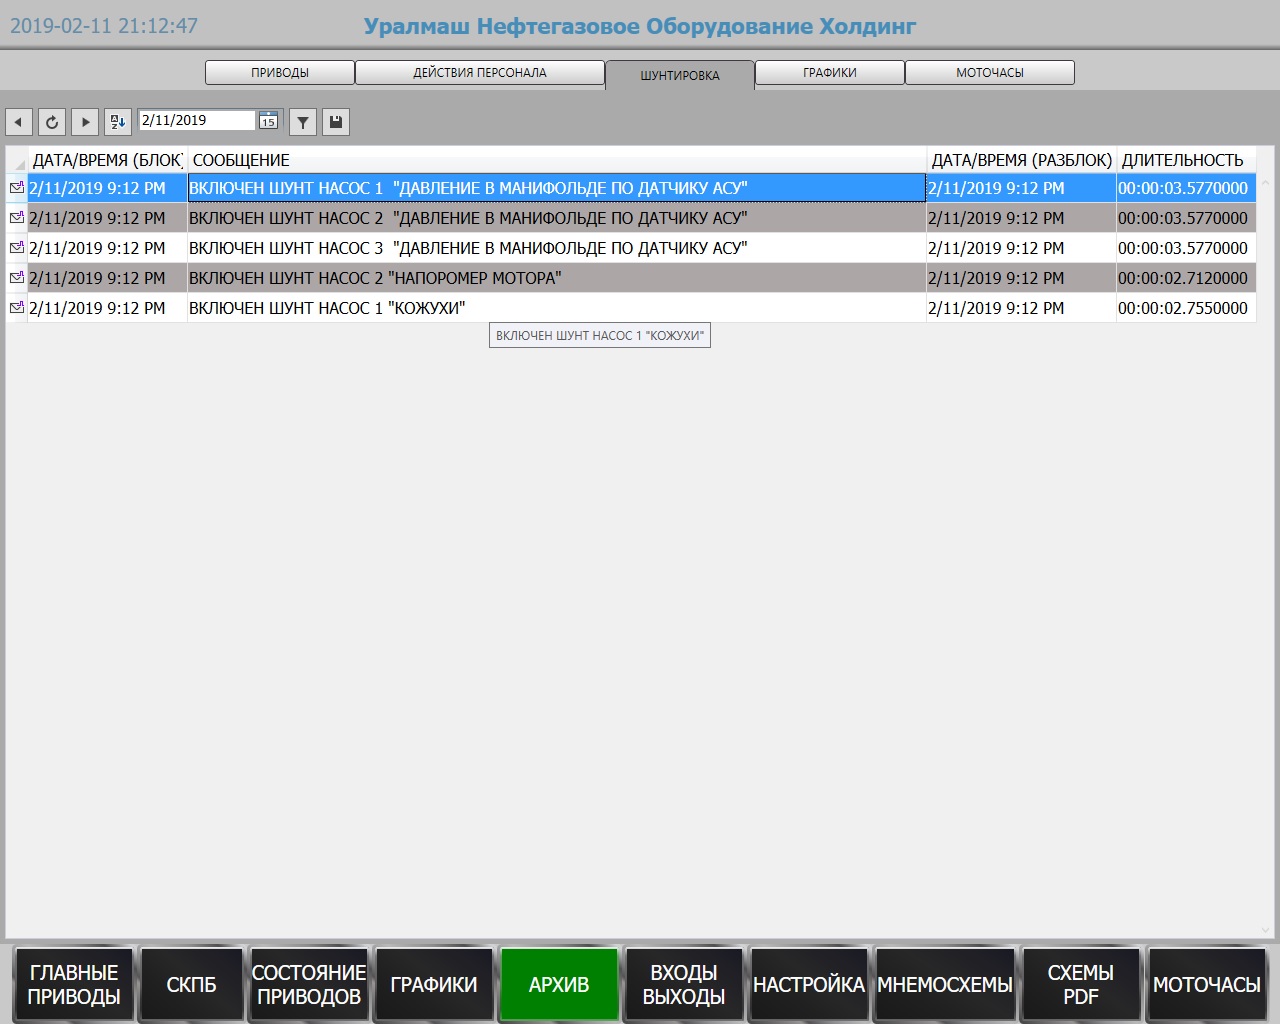 2019-02-11 21:12:47 Уралмаш Нефтегазовое Оборудование Холдинг
ПРИВОДЫ ДЕЙСТВИЯ ПЕРСОНАЛА ШУНТИРОВКА ГРАФИКИ МОТОЧАСЫ
2/11/2019 15
ДАТА/ВРЕМЯ (БЛОК) СООБЩЕНИЕ ДАТА/ВРЕМЯ (РАЗБЛОК) ДЛИТЕЛЬНОСТЬ
2/11/2019 9:12 PM ВКЛЮЧЕН ШУНТ НАСОС 1 "ДАВЛЕНИЕ В МАНИФОЛЬДЕ ПО ДАТЧИКУ АСУ" 2/11/2019 9:12 PM 00:00:03.5770000
2/11/2019 9:12 PM ВКЛЮЧЕН ШУНТ НАСОС 2 "ДАВЛЕНИЕ В МАНИФОЛЬДЕ ПО ДАТЧИКУ АСУ" 2/11/2019 9:12 PM 00:00:03.5770000
2/11/2019 9:12 PM ВКЛЮЧЕН ШУНТ НАСОС 3 "ДАВЛЕНИЕ В МАНИФОЛЬДЕ ПО ДАТЧИКУ АСУ" 2/11/2019 9:12 PM 00:00:03.5770000
2/11/2019 9:12 PM ВКЛЮЧЕН ШУНТ НАСОС 2 "НАПОРОМЕР МОТОРА" 2/11/2019 9:12 PM 00:00:02.7120000
2/11/2019 9:12 PM ВКЛЮЧЕН ШУНТ НАСОС 1 "КОЖУХИ" 2/11/2019 9:12 PM 00:00:02.7550000
ВКЛЮЧЕН ШУНТ НАСОС 1 "КОЖУХИ"
ГЛАВНЫЕ
ПРИВОДЫ
СКПБ
СОСТОЯНИЕ
ПРИВОДОВ
ГРАФИКИ
АРХИВ
ВХОДЫ
ВЫХОДЫ
НАСТРОЙКА
МНЕМОСХЕМЫ
СХЕМЫ
PDF
МОТОЧАСЫ